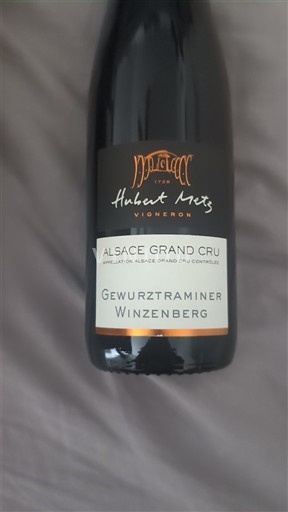 1728
Hubert Metz
VIGNERON
ALSACE GRAND CRU
APPELLATION ALSACE GRAND CRU CONTRÔLÉE
GEWURZTRAMINER
WINZENBERG